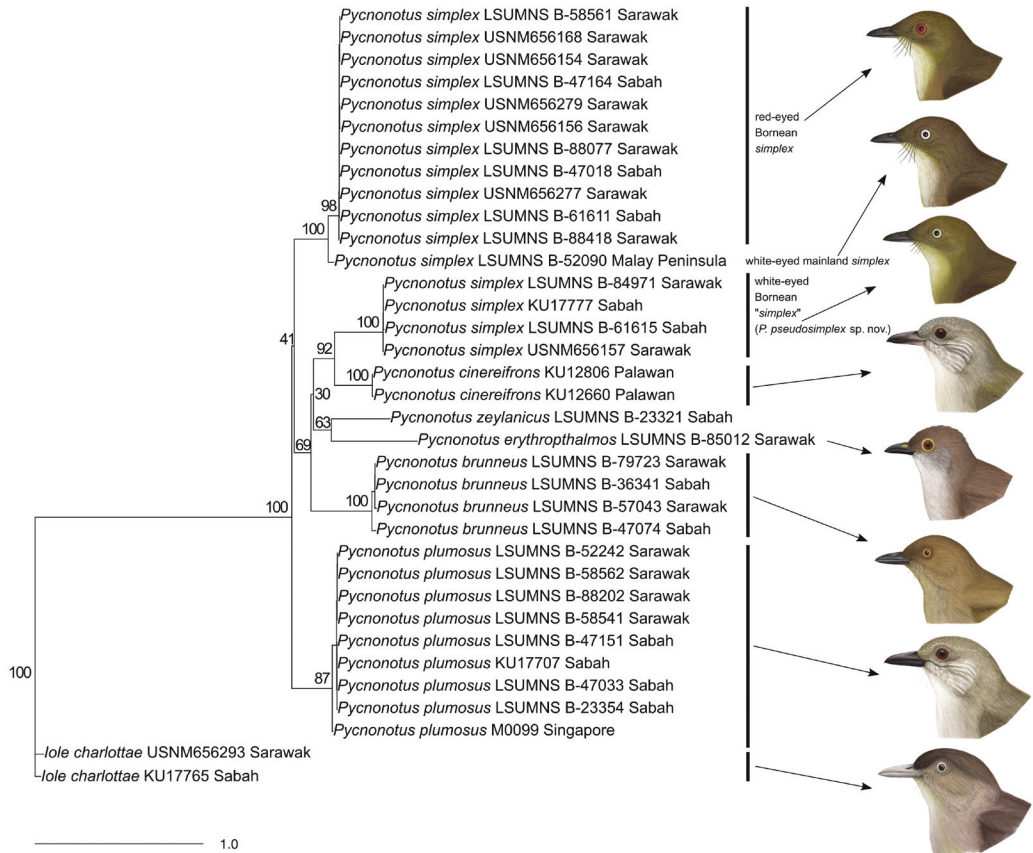 Pycnonotus simplex LSUMNS B-58561 Sarawak
Pycnonotus simplex USNM656168 Sarawak
Pycnonotus simplex USNM656154 Sarawak
Pycnonotus simplex LSUMNS B-47164 Sabah
Pycnonotus simplex USNM656279 Sarawak
Pycnonotus simplex USNM656156 Sarawak
Pycnonotus simplex LSUMNS B-88077 Sarawak
Pycnonotus simplex LSUMNS B-47018 Sabah
Pycnonotus simplex USNM656277 Sarawak
98
Pycnonotus simplex LSUMNS B-61611 Sabah
100
Pycnonotus simplex LSUMNS B-88418 Sarawak
Pycnonotus simplex LSUMNS B-52090 Malay Peninsula
red-eyed
Bornean
simplex
white-eyed mainland simplex
Pycnonotus simplex LSUMNS B-84971 Sarawak
Pycnonotus simplex KU17777 Sabah
100
Pycnonotus simplex LSUMNS B-61615 Sabah
Pycnonotus simplex USNM656157 Sarawak
white-eyed
Bornean
"simplex"
(P. pseudosimplex sp. nov.)
41
92
100
Pycnonotus cinereifrons KU12806 Palawan
Pycnonotus cinereifrons KU12660 Palawan
30
63
Pycnonotus zeylanicus LSUMNS B-23321 Sabah
Pycnonotus erythropthalmos LSUMNS B-85012 Sarawak
69
Pycnonotus brunneus LSUMNS B-79723 Sarawak
Pycnonotus brunneus LSUMNS B-36341 Sabah
100
Pycnonotus brunneus LSUMNS B-57043 Sarawak
Pycnonotus brunneus LSUMNS B-47074 Sabah
100
Pycnonotus plumosus LSUMNS B-52242 Sarawak
Pycnonotus plumosus LSUMNS B-58562 Sarawak
Pycnonotus plumosus LSUMNS B-88202 Sarawak
Pycnonotus plumosus LSUMNS B-58541 Sarawak
Pycnonotus plumosus LSUMNS B-47151 Sabah
Pycnonotus plumosus KU17707 Sabah
87
Pycnonotus plumosus LSUMNS B-47033 Sabah
Pycnonotus plumosus LSUMNS B-23354 Sabah
Pycnonotus plumosus M0099 Singapore
100
Iole charlottae USNM656293 Sarawak
Iole charlottae KU17765 Sabah
1.0